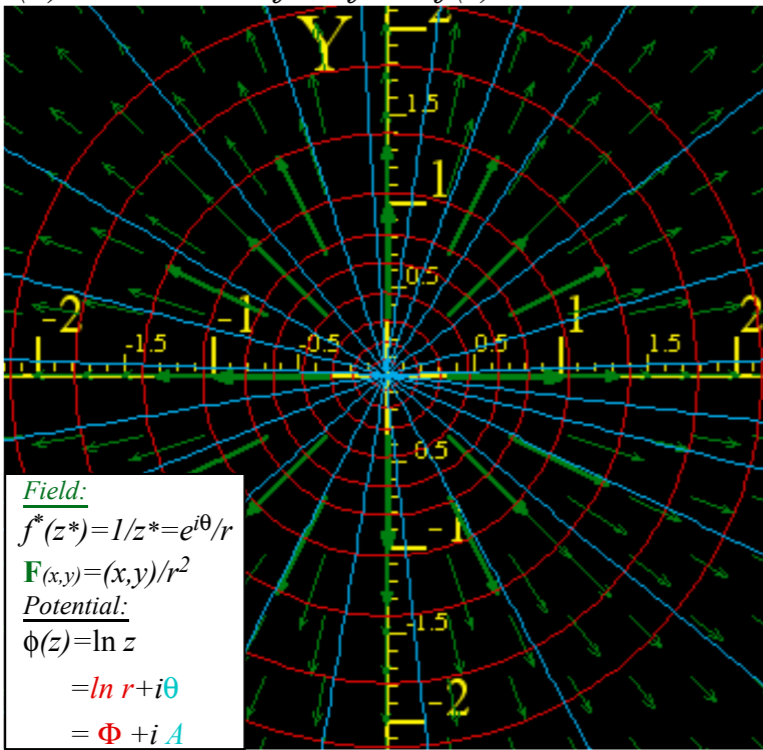 Y
2
1.5
1
0.5
-2 -1.5 -1 -0.5 0.5 1 1.5 2
0.5
-1
-1.5
-2
Field:
f*(z*)=1/z*=e^{iθ}/r
F(x,y)=(x,y)/r²
Potential:
ϕ(z)=ln z
=ln r+iθ
= Φ +i A